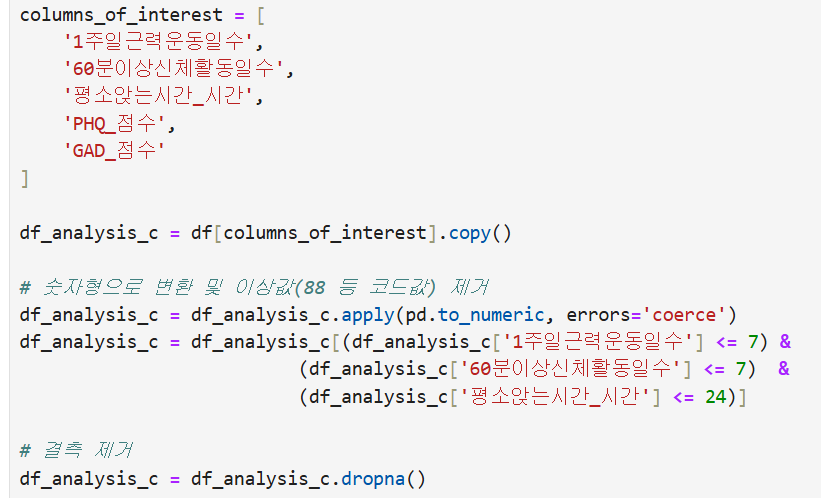 columns_of_interest = [
    '1주일근력운동일수',
    '60분이상신체활동일수',
    '평소앉는시간_시간',
    'PHQ_점수',
    'GAD_점수'
]
df_analysis_c = df[columns_of_interest].copy()
# 숫자형으로 변환 및 이상값(88 등 코드값) 제거
df_analysis_c = df_analysis_c.apply(pd.to_numeric, errors='coerce')
df_analysis_c = df_analysis_c[(df_analysis_c['1주일근력운동일수'] <= 7) &
                              (df_analysis_c['60분이상신체활동일수'] <= 7)  &
                              (df_analysis_c['평소앉는시간_시간'] <= 24)]
# 결측 제거
df_analysis_c = df_analysis_c.dropna()